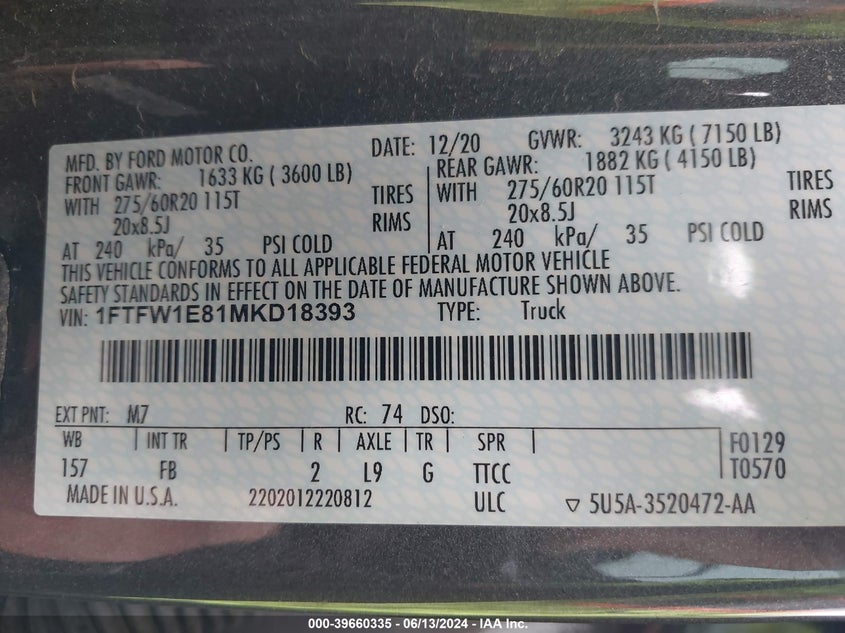 MFD. BY FORD MOTOR CO. DATE: 12/20 GVWR: 3243 KG ( 7150 LB)
FRONT GAWR: 1633 KG ( 3600 LB) REAR GAWR: 1882 KG ( 4150 LB)
WITH 275/60R20 115T TIRES WITH 275/60R20 115T TIRES
20x8.5J RIMS 20x8.5J RIMS
AT 240 kPa/ 35 PSI COLD AT 240 kPa/ 35 PSI COLD
THIS VEHICLE CONFORMS TO ALL APPLICABLE FEDERAL MOTOR VEHICLE
SAFETY STANDARDS IN EFFECT ON THE DATE OF MANUFACTURE SHOWN ABOVE.
VIN: 1FTFW1E81MKD18393 TYPE: Truck
EXT PNT: M7 RC: 74 DSO:
WB INT TR TP/PS R AXLE TR SPR F0129
157 FB 2 L9 G TTCC T0570
MADE IN U.S.A. 2202012220812 ULC ▽ 5U5A-3520472-AA
000-39660335 - 06/13/2024 - IAA Inc.